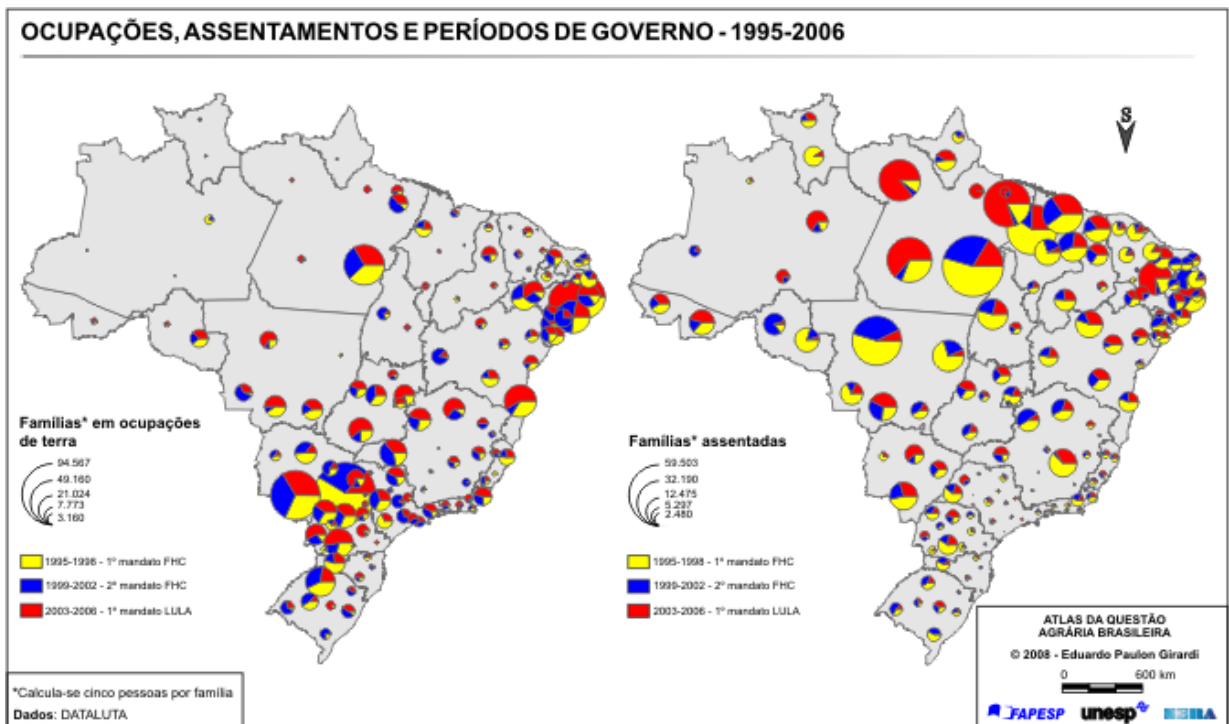 OCUPAÇÕES, ASSENTAMENTOS E PERÍODOS DE GOVERNO - 1995-2006
S
Famílias* em ocupações
de terra
94.567
49.160
21.024
7.773
3.160
1995-1998 - 1º mandato FHC
1999-2002 - 2º mandato FHC
2003-2006 - 1º mandato LULA
Famílias* assentadas
59.503
32.190
12.475
5.297
2.480
1995-1998 - 1º mandato FHC
1999-2002 - 2º mandato FHC
2003-2006 - 1º mandato LULA
*Calcula-se cinco pessoas por família
Dados: DATALUTA
ATLAS DA QUESTÃO
AGRÁRIA BRASILEIRA
© 2008 - Eduardo Paulon Girardi
0 600 km
FAPESP unesp NERA